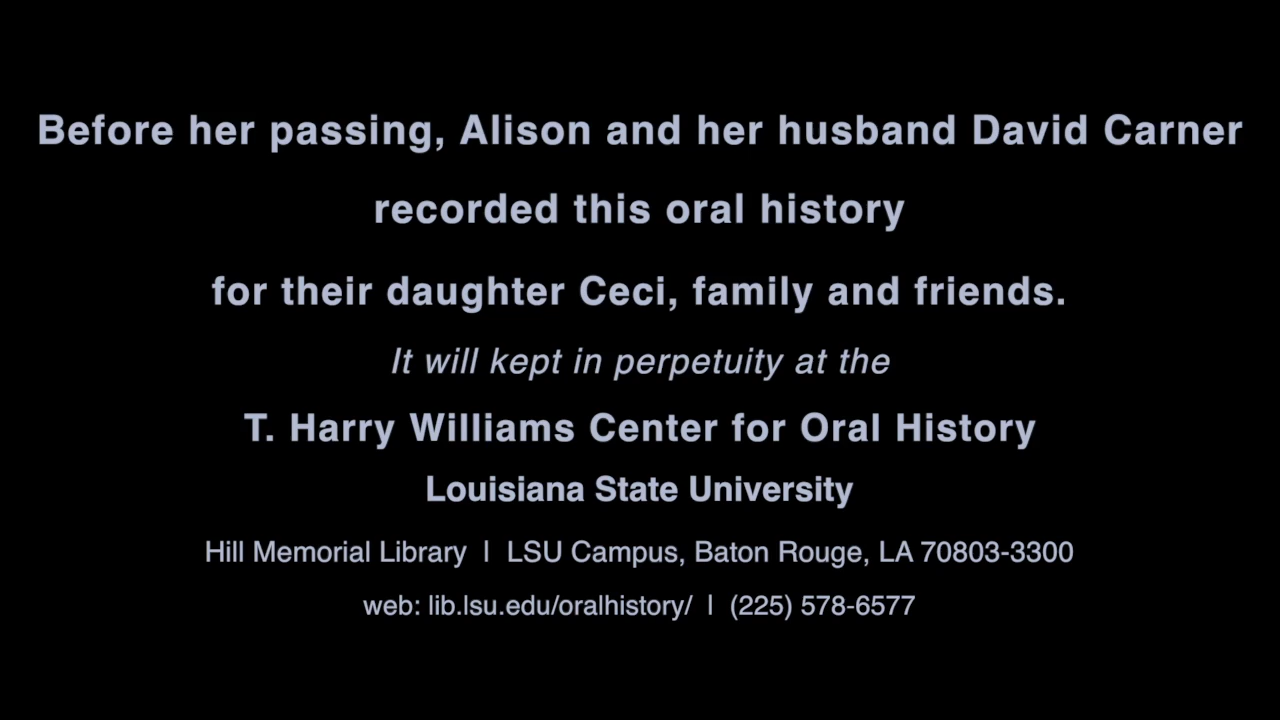 Before her passing, Alison and her husband David Carner
recorded this oral history
for their daughter Ceci, family and friends.
It will kept in perpetuity at the
T. Harry Williams Center for Oral History
Louisiana State University
Hill Memorial Library | LSU Campus, Baton Rouge, LA 70803-3300
web: lib.lsu.edu/oralhistory/ | (225) 578-6577